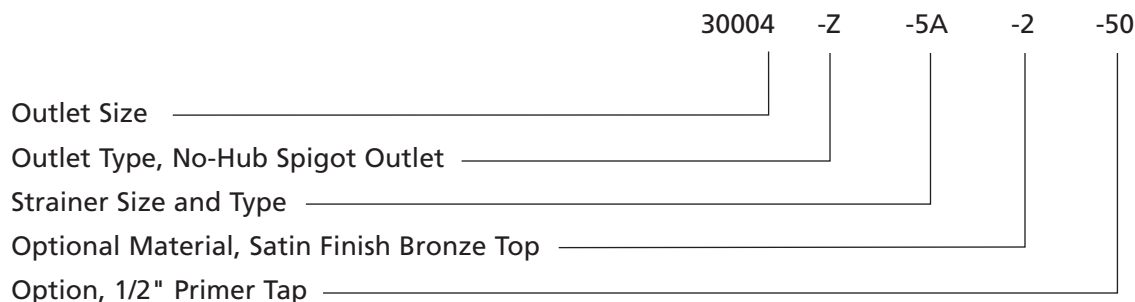 30004 -Z -5A -2 -50
Outlet Size
Outlet Type, No-Hub Spigot Outlet
Strainer Size and Type
Optional Material, Satin Finish Bronze Top
Option, 1/2" Primer Tap